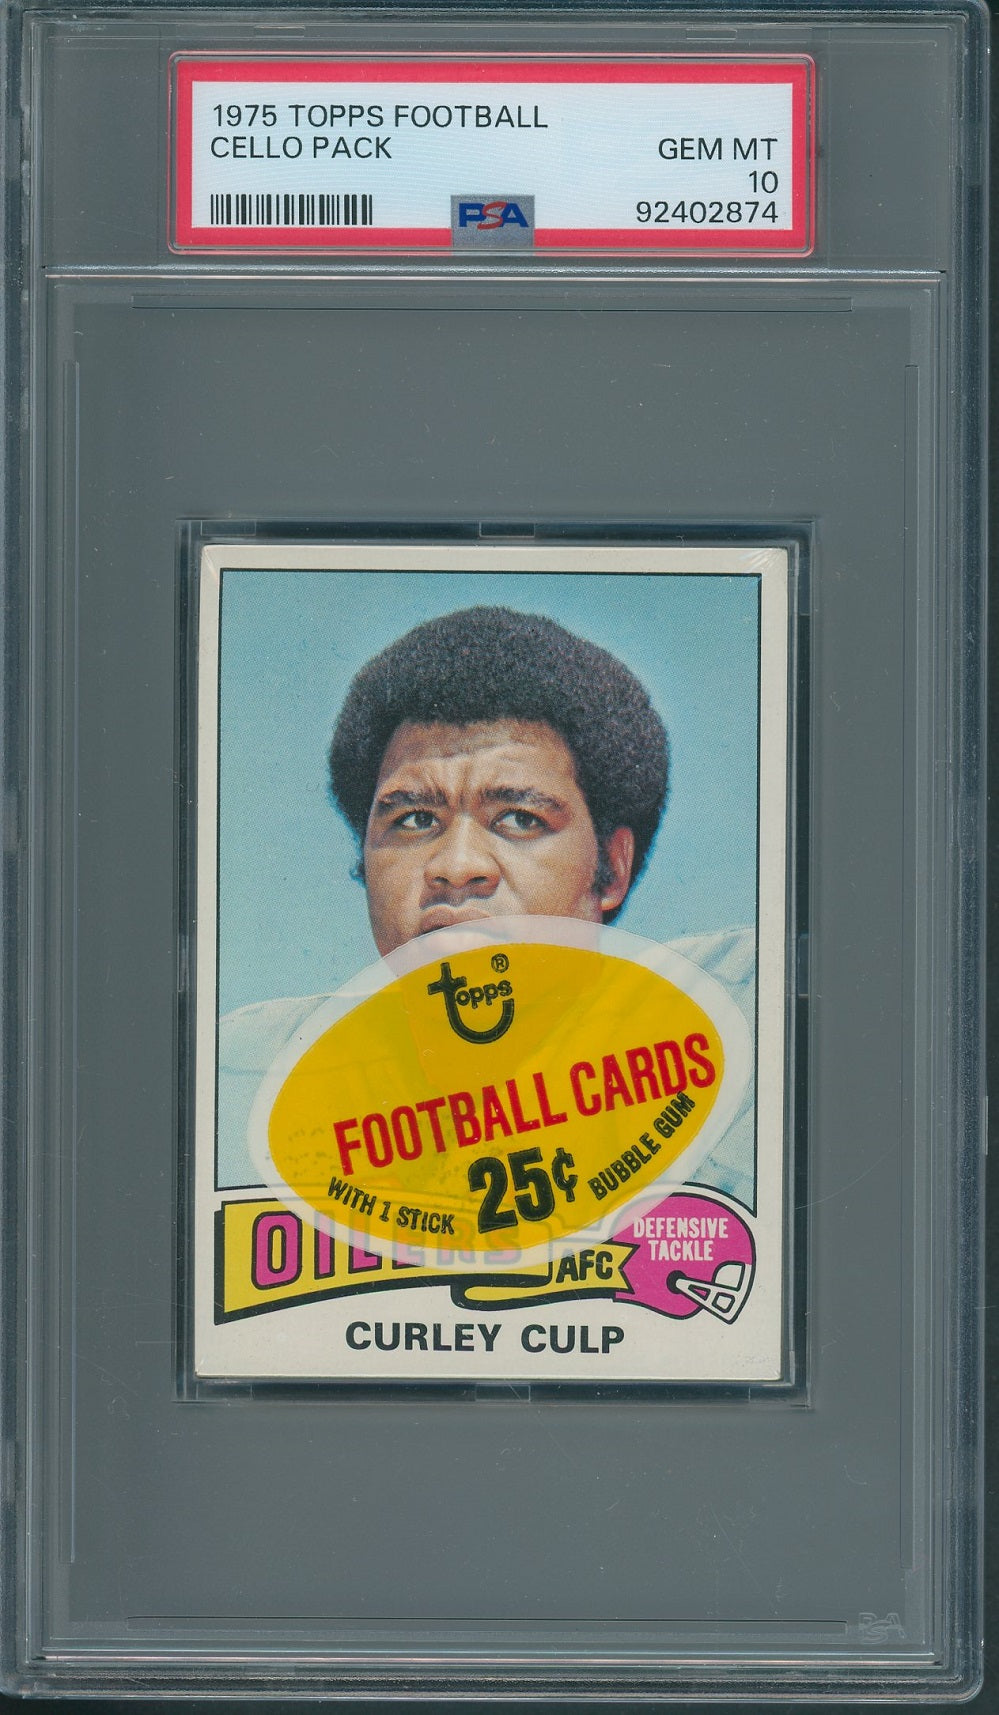 1975 TOPPS FOOTBALL
CELLO PACK
GEM MT
10
PSA
92402874
topps®
FOOTBALL CARDS
WITH 1 STICK 25¢ BUBBLE GUM
OILERS
AFC
DEFENSIVE
TACKLE
CURLEY CULP
PSA